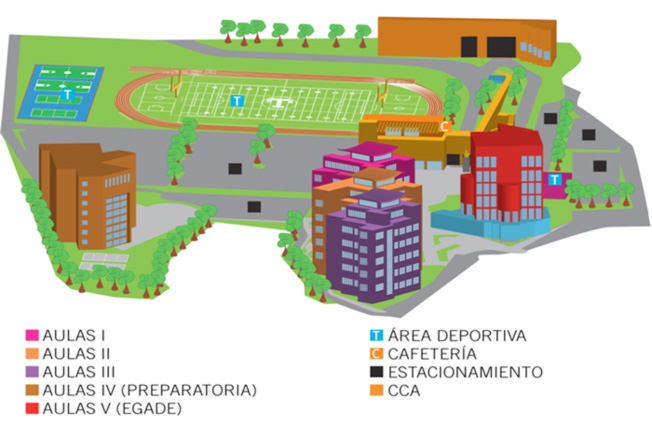 T
T
C
T
AULAS I
AULAS II
AULAS III
AULAS IV (PREPARATORIA)
AULAS V (EGADE)
T ÁREA DEPORTIVA
C CAFETERÍA
ESTACIONAMIENTO
CCA